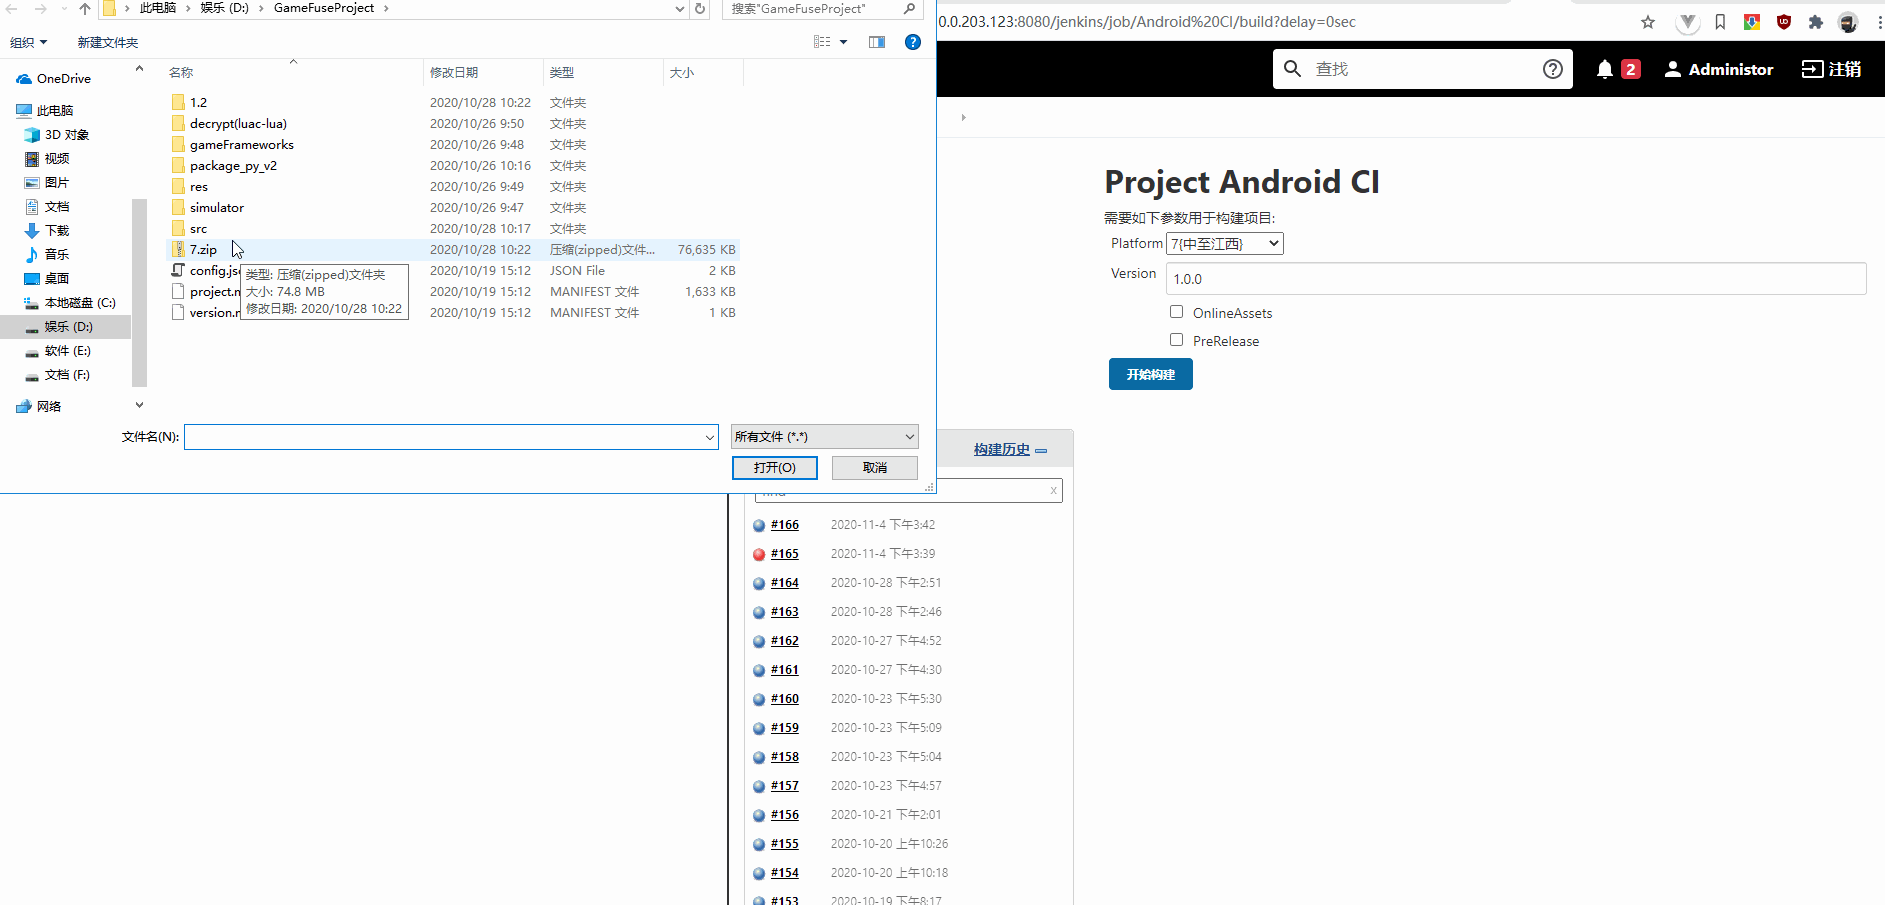 此电脑 › 娱乐 (D:) › GameFuseProject ›
搜索"GameFuseProject"
组织
新建文件夹
OneDrive
此电脑
3D 对象
视频
图片
文档
下载
音乐
桌面
本地磁盘 (C:)
娱乐 (D:)
软件 (E:)
文档 (F:)
网络
名称 修改日期 类型 大小
1.2 2020/10/28 10:22 文件夹
decrypt(luac-lua) 2020/10/26 9:50 文件夹
gameFrameworks 2020/10/26 9:48 文件夹
package_py_v2 2020/10/26 10:16 文件夹
res 2020/10/26 9:49 文件夹
simulator 2020/10/26 9:47 文件夹
src 2020/10/28 10:17 文件夹
7.zip 2020/10/28 10:22 压缩(zipped)文件... 76,635 KB
config.js 2020/10/19 15:12 JSON File 2 KB
project.m 2020/10/19 15:12 MANIFEST 文件 1,633 KB
version.m 2020/10/19 15:12 MANIFEST 文件 1 KB
类型: 压缩(zipped)文件夹
大小: 74.8 MB
修改日期: 2020/10/28 10:22
文件名(N):
所有文件 (*.*)
打开(O)
取消
0.0.203.123:8080/jenkins/job/Android%20CI/build?delay=0sec
查找
2
Administor
注销
Project Android CI
需要如下参数用于构建项目:
Platform 7{中至江西}
Version 1.0.0
OnlineAssets
PreRelease
开始构建
构建历史
find x
#166 2020-11-4 下午3:42
#165 2020-11-4 下午3:39
#164 2020-10-28 下午2:51
#163 2020-10-28 下午2:46
#162 2020-10-27 下午4:52
#161 2020-10-27 下午4:30
#160 2020-10-23 下午5:30
#159 2020-10-23 下午5:09
#158 2020-10-23 下午5:04
#157 2020-10-23 下午4:57
#156 2020-10-21 下午2:01
#155 2020-10-20 上午10:26
#154 2020-10-20 上午10:18
#153 2020-10-19 下午8:17